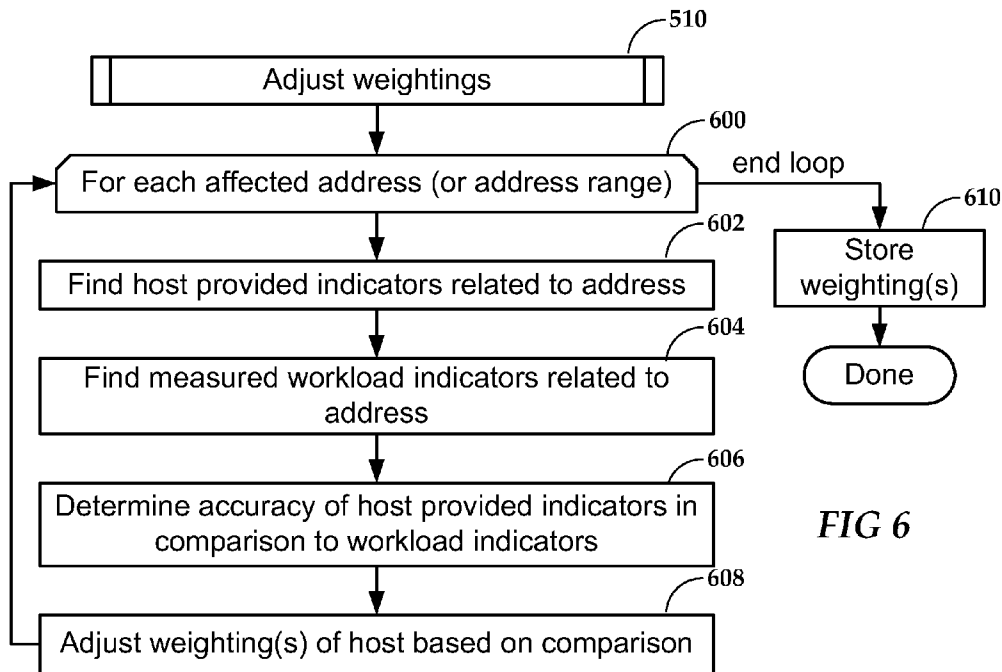 510
Adjust weightings
600
For each affected address (or address range)
end loop
602
610
Find host provided indicators related to address
Store
weighting(s)
604
Find measured workload indicators related to
address
Done
606
Determine accuracy of host provided indicators in
comparison to workload indicators
FIG 6
608
Adjust weighting(s) of host based on comparison